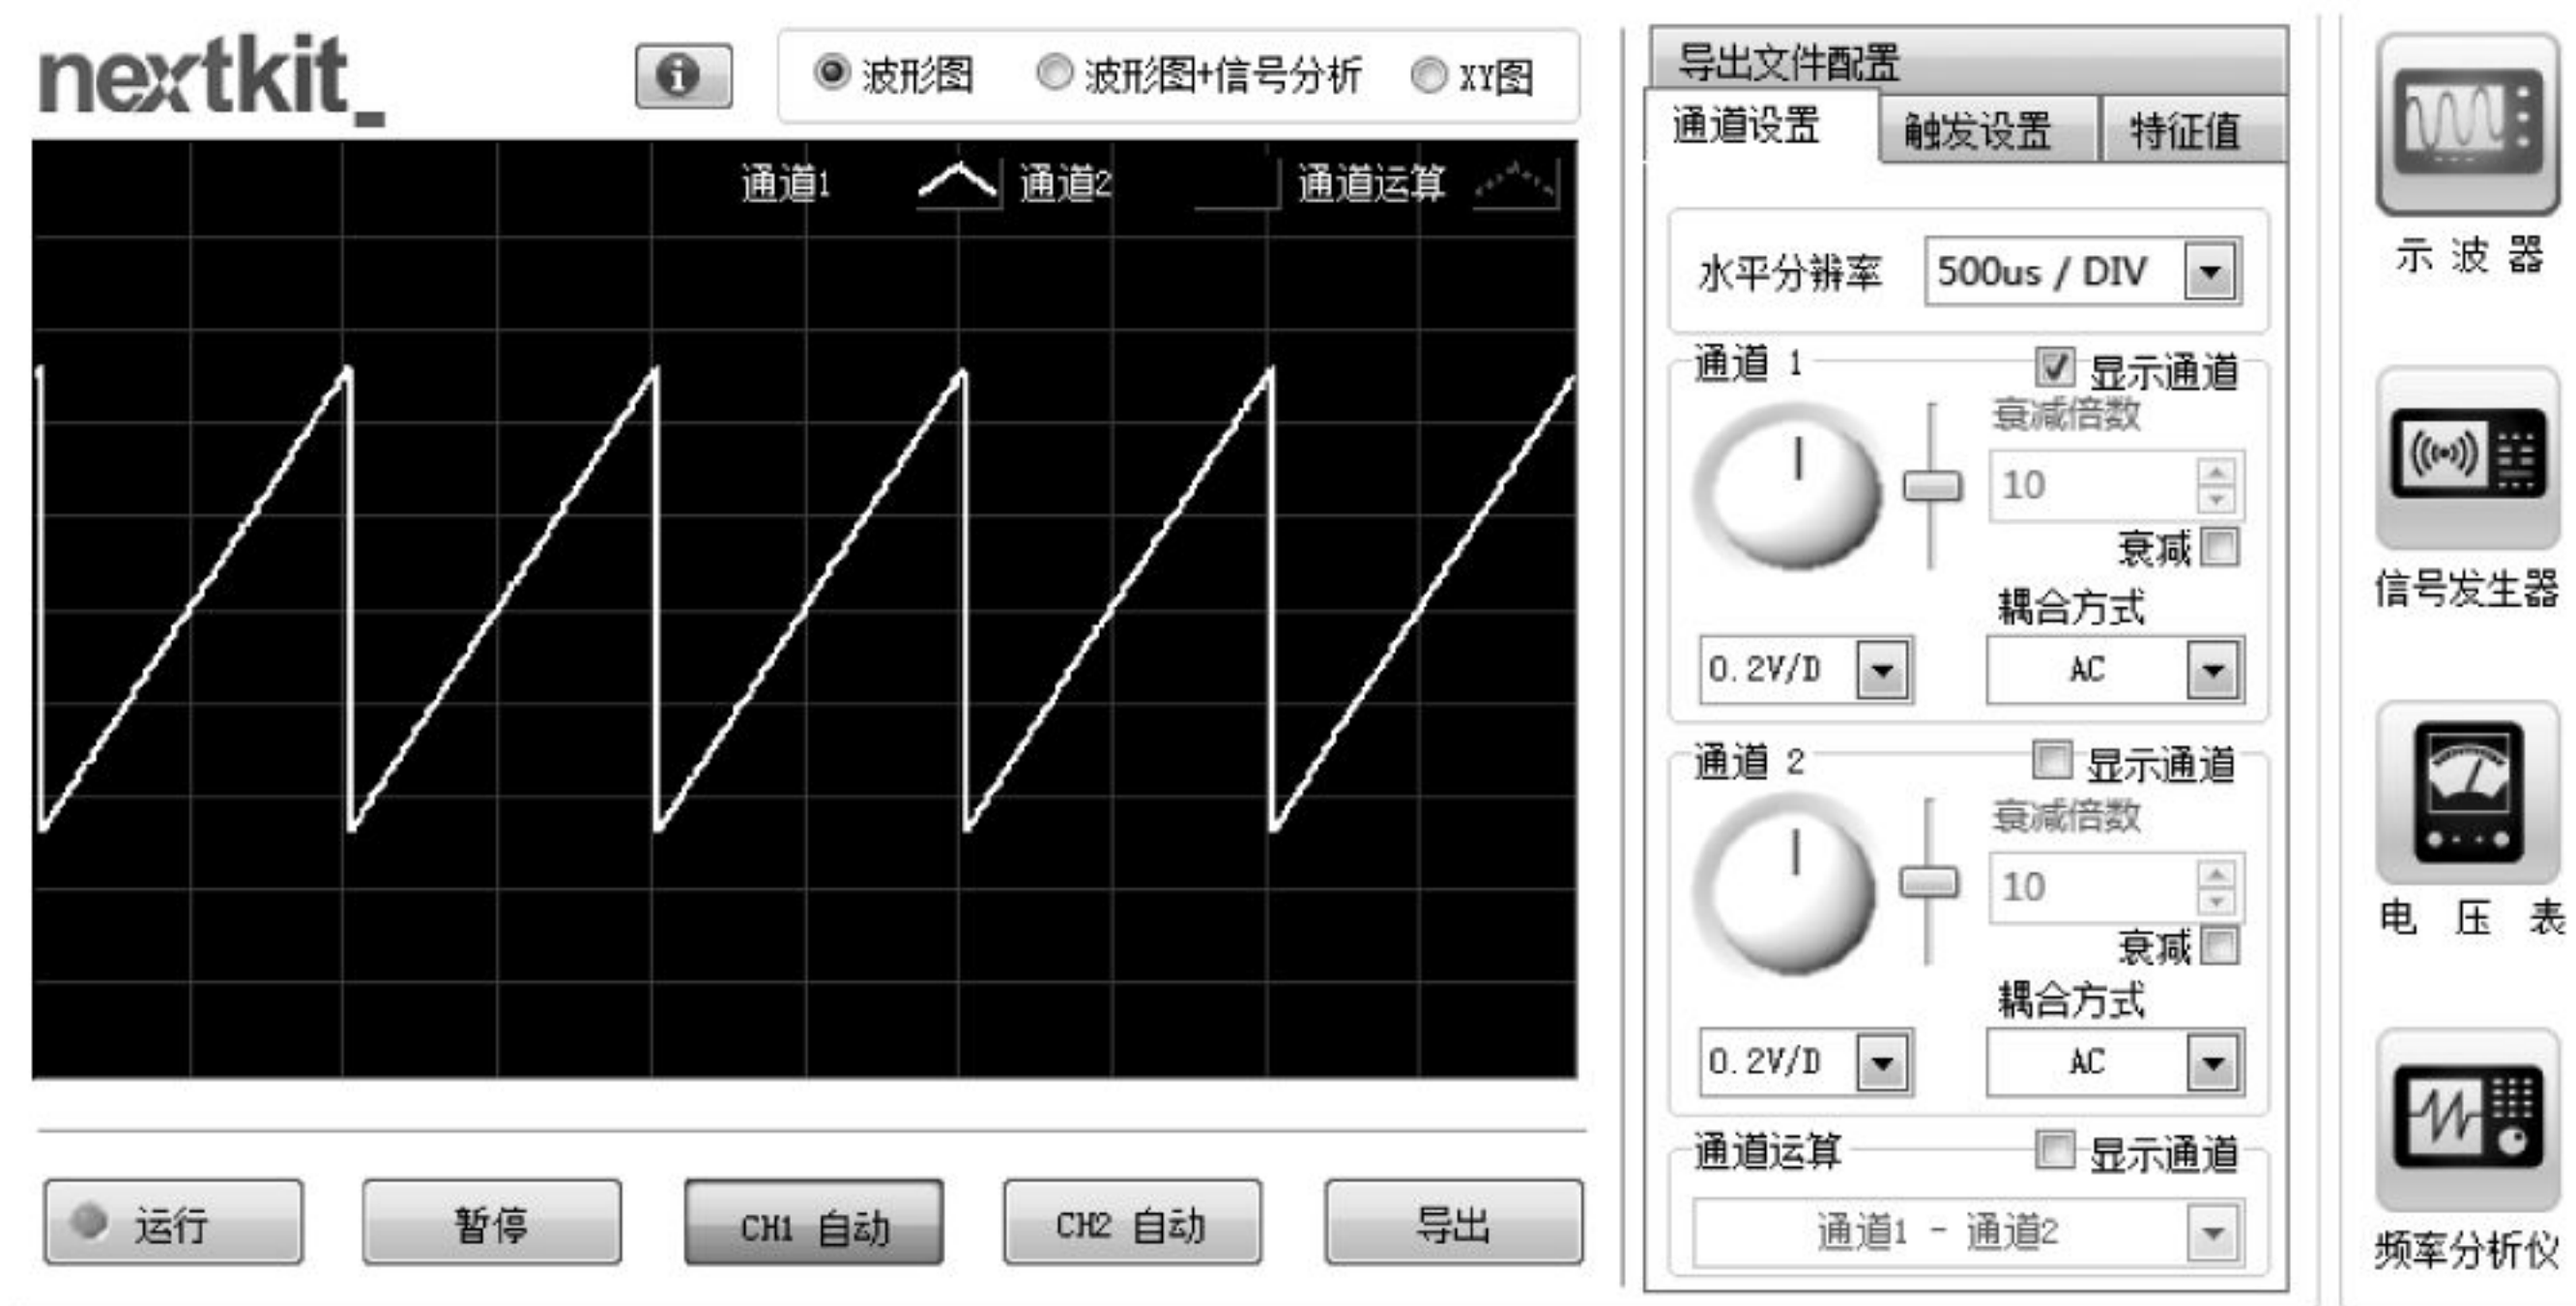 nextkit_
波形图 波形图+信号分析 XY图
通道1 通道2 通道运算
导出文件配置
通道设置 触发设置 特征值
水平分辨率 500us / DIV
通道 1 显示通道
衰减倍数
10
衰减
耦合方式
0.2V/D AC
通道 2 显示通道
衰减倍数
10
衰减
耦合方式
0.2V/D AC
通道运算 显示通道
通道1 - 通道2
运行 暂停 CH1 自动 CH2 自动 导出
示波器
信号发生器
电压表
频率分析仪